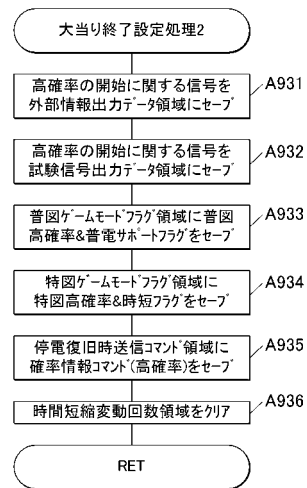 大当り終了設定処理2
高確率の開始に関する信号を
外部情報出力データ領域にセーブ
A931
高確率の開始に関する信号を
試験信号出力データ領域にセーブ
A932
普図ゲームモードフラグ領域に普図
高確率&普電サポートフラグをセーブ
A933
特図ゲームモードフラグ領域に
特図高確率&時短フラグをセーブ
A934
停電復旧時送信コマンド領域に
確率情報コマンド(高確率)をセーブ
A935
時間短縮変動回数領域をクリア
A936
RET